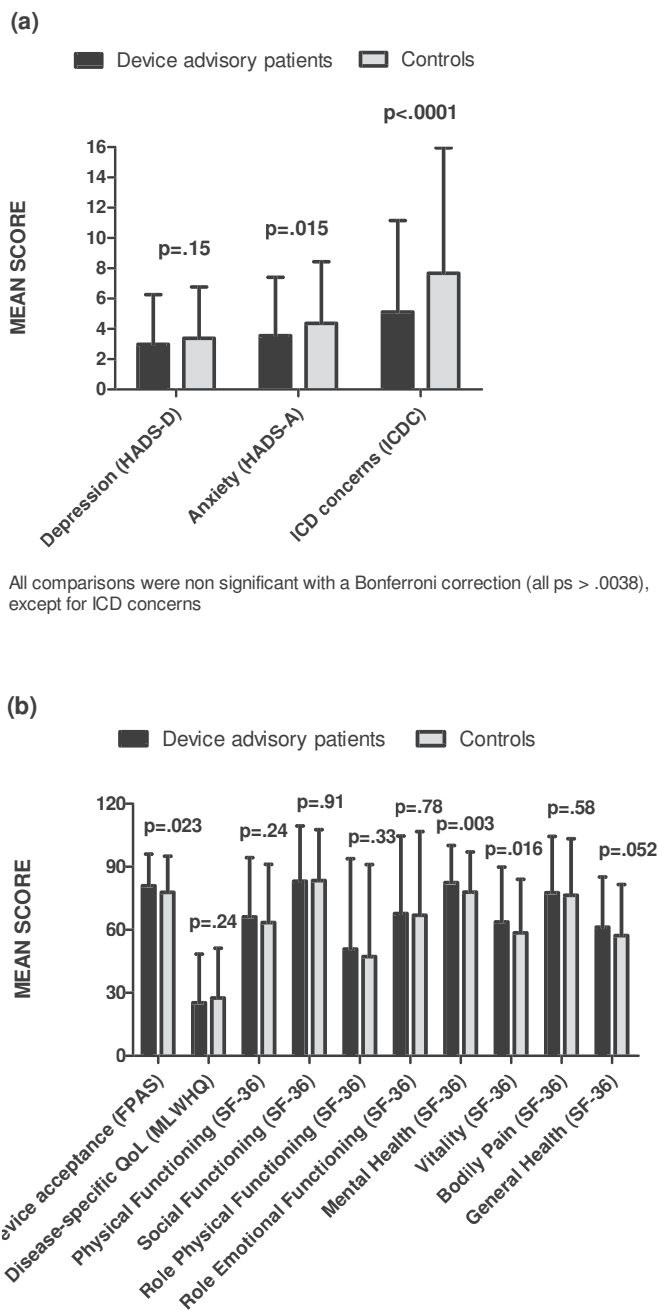 (a)
Device advisory patients Controls
p<.0001
16
14
12
10
8
6
4
2
0
MEAN SCORE
p=.15
p=.015
Depression (HADS-D)
Anxiety (HADS-A)
ICD concerns (ICDC)
All comparisons were non significant with a Bonferroni correction (all ps > .0038),
except for ICD concerns
(b)
Device advisory patients Controls
120
90
60
30
0
MEAN SCORE
p=.023
p=.24
p=.24
p=.91
p=.33
p=.78
p=.003
p=.016
p=.58
p=.052
evice acceptance (FPAS)
Disease-specific QoL (MLWHQ)
Physical Functioning (SF-36)
Social Functioning (SF-36)
Role Physical Functioning (SF-36)
Role Emotional Functioning (SF-36)
Mental Health (SF-36)
Vitality (SF-36)
Bodily Pain (SF-36)
General Health (SF-36)